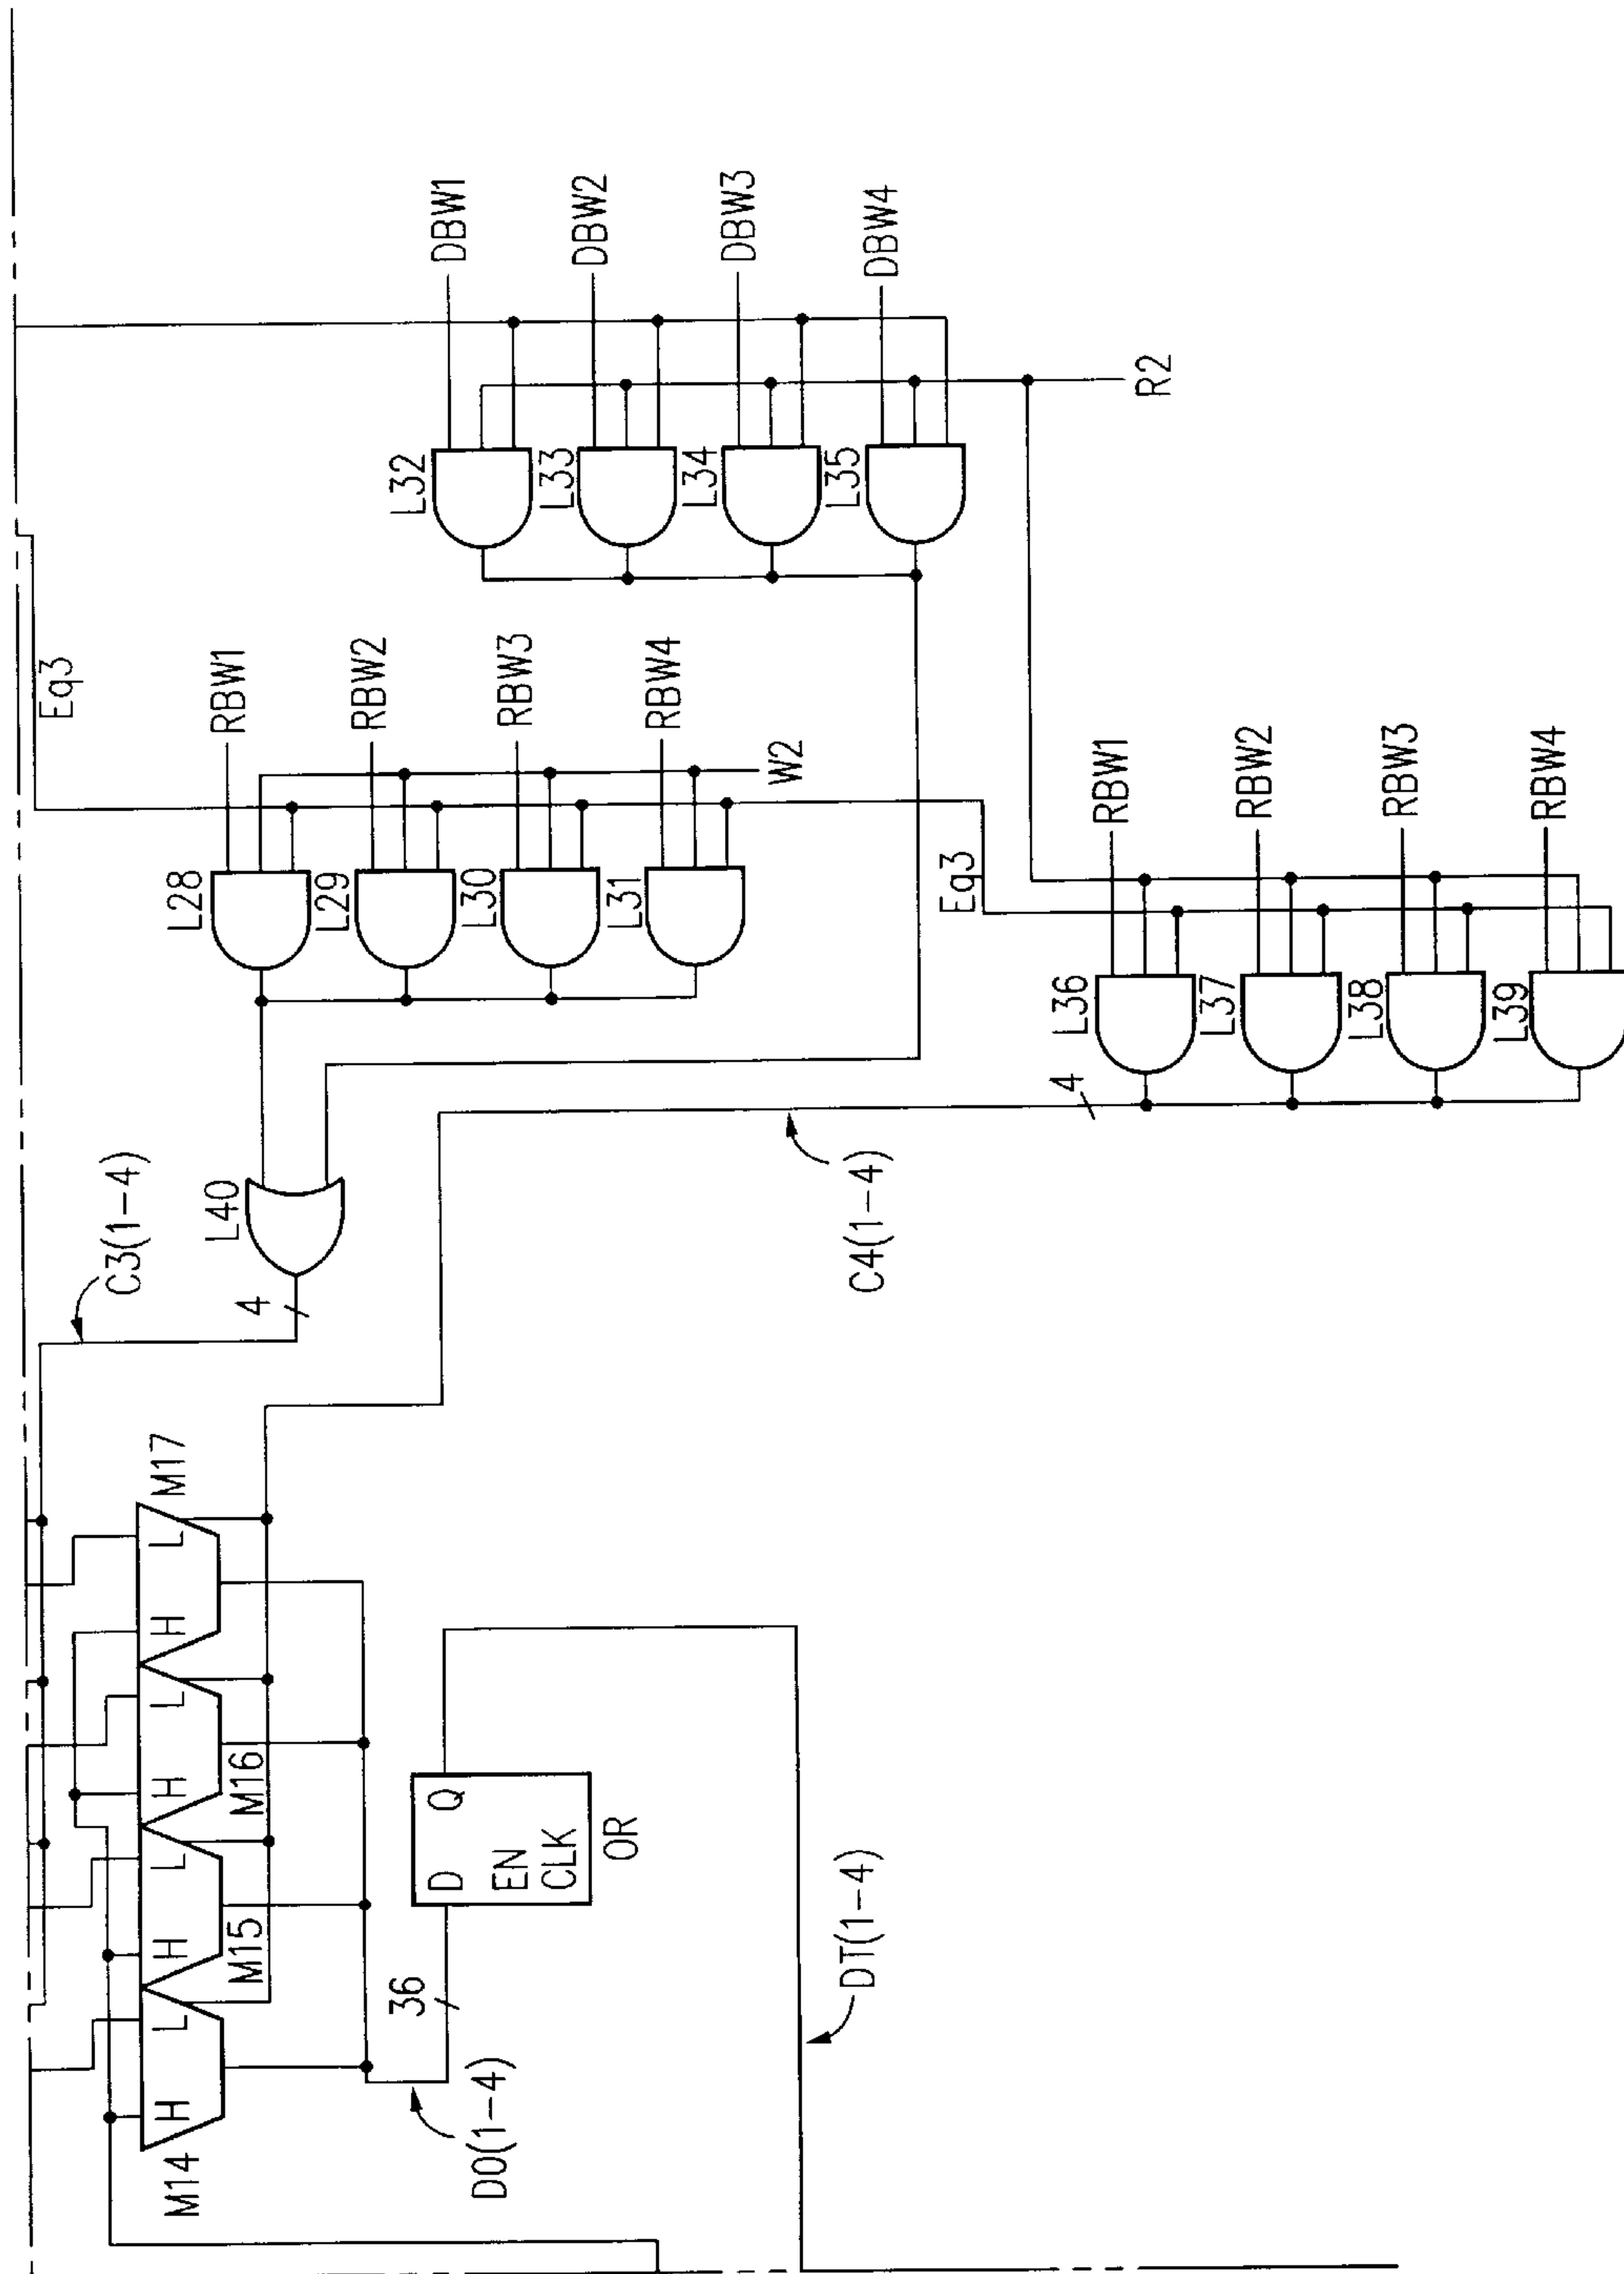 Eq3
DBW1
DBW2
DBW3
DBW4
L32
L33
L34
L35
R2
RBW1
RBW2
RBW3
RBW4
W2
L28
L29
L30
L31
Eq3
RBW1
RBW2
RBW3
RBW4
L36
L37
L38
L39
4
C4(1-4)
L40
4
C3(1-4)
M17
H L
M16
H L
M15
H L
M14
H L
D Q
EN
CLK
OR
36
DO(1-4)
DT(1-4)